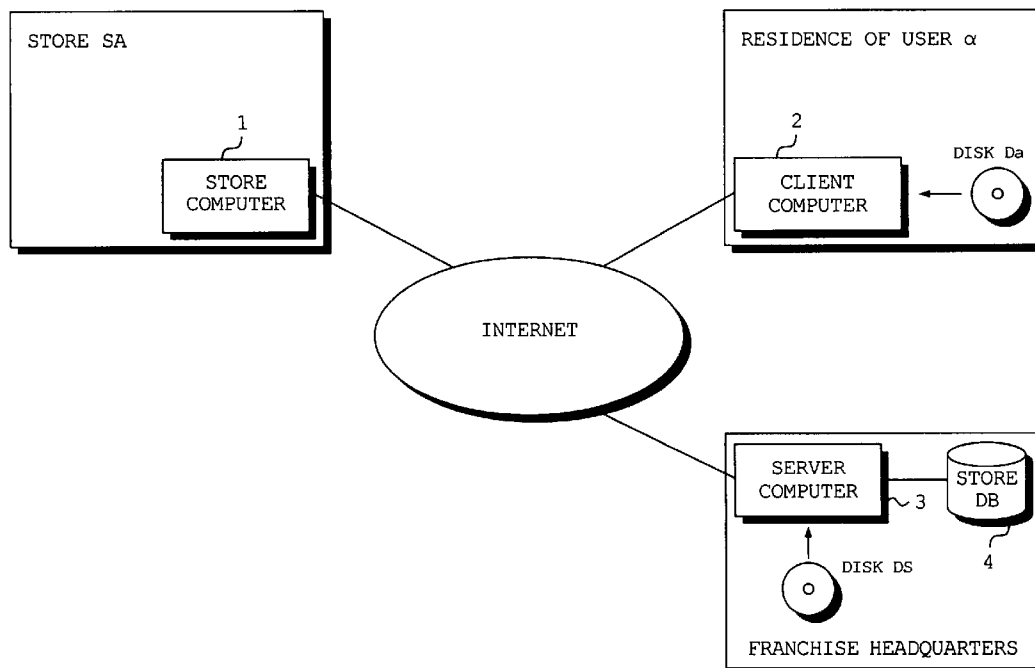 STORE SA
1
STORE
COMPUTER
RESIDENCE OF USER α
2
CLIENT
COMPUTER
DISK Da
INTERNET
SERVER
COMPUTER
3
STORE
DB
4
DISK DS
FRANCHISE HEADQUARTERS